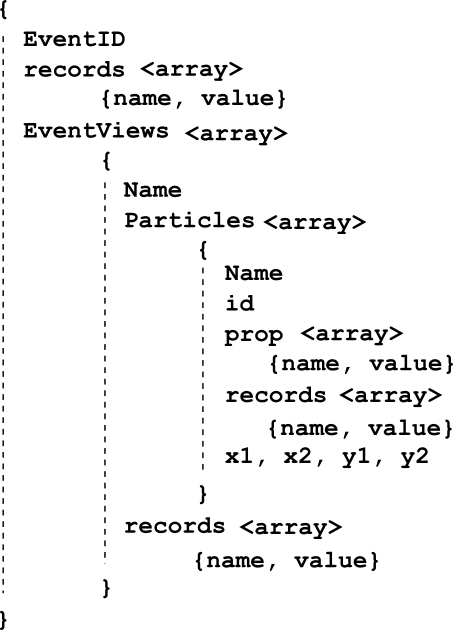 {
EventID
records <array>
{name, value}
EventViews <array>
{
Name
Particles <array>
{
Name
id
prop <array>
{name, value}
records <array>
{name, value}
x1, x2, y1, y2
}
records <array>
{name, value}
}
}